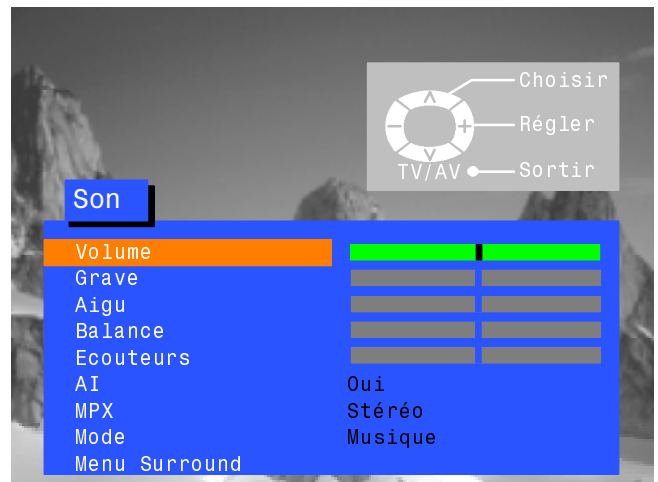 Choisir
Régler
TV/AV Sortir
Son
Volume
Grave
Aigu
Balance
Ecouteurs
AI Oui
MPX Stéréo
Mode Musique
Menu Surround